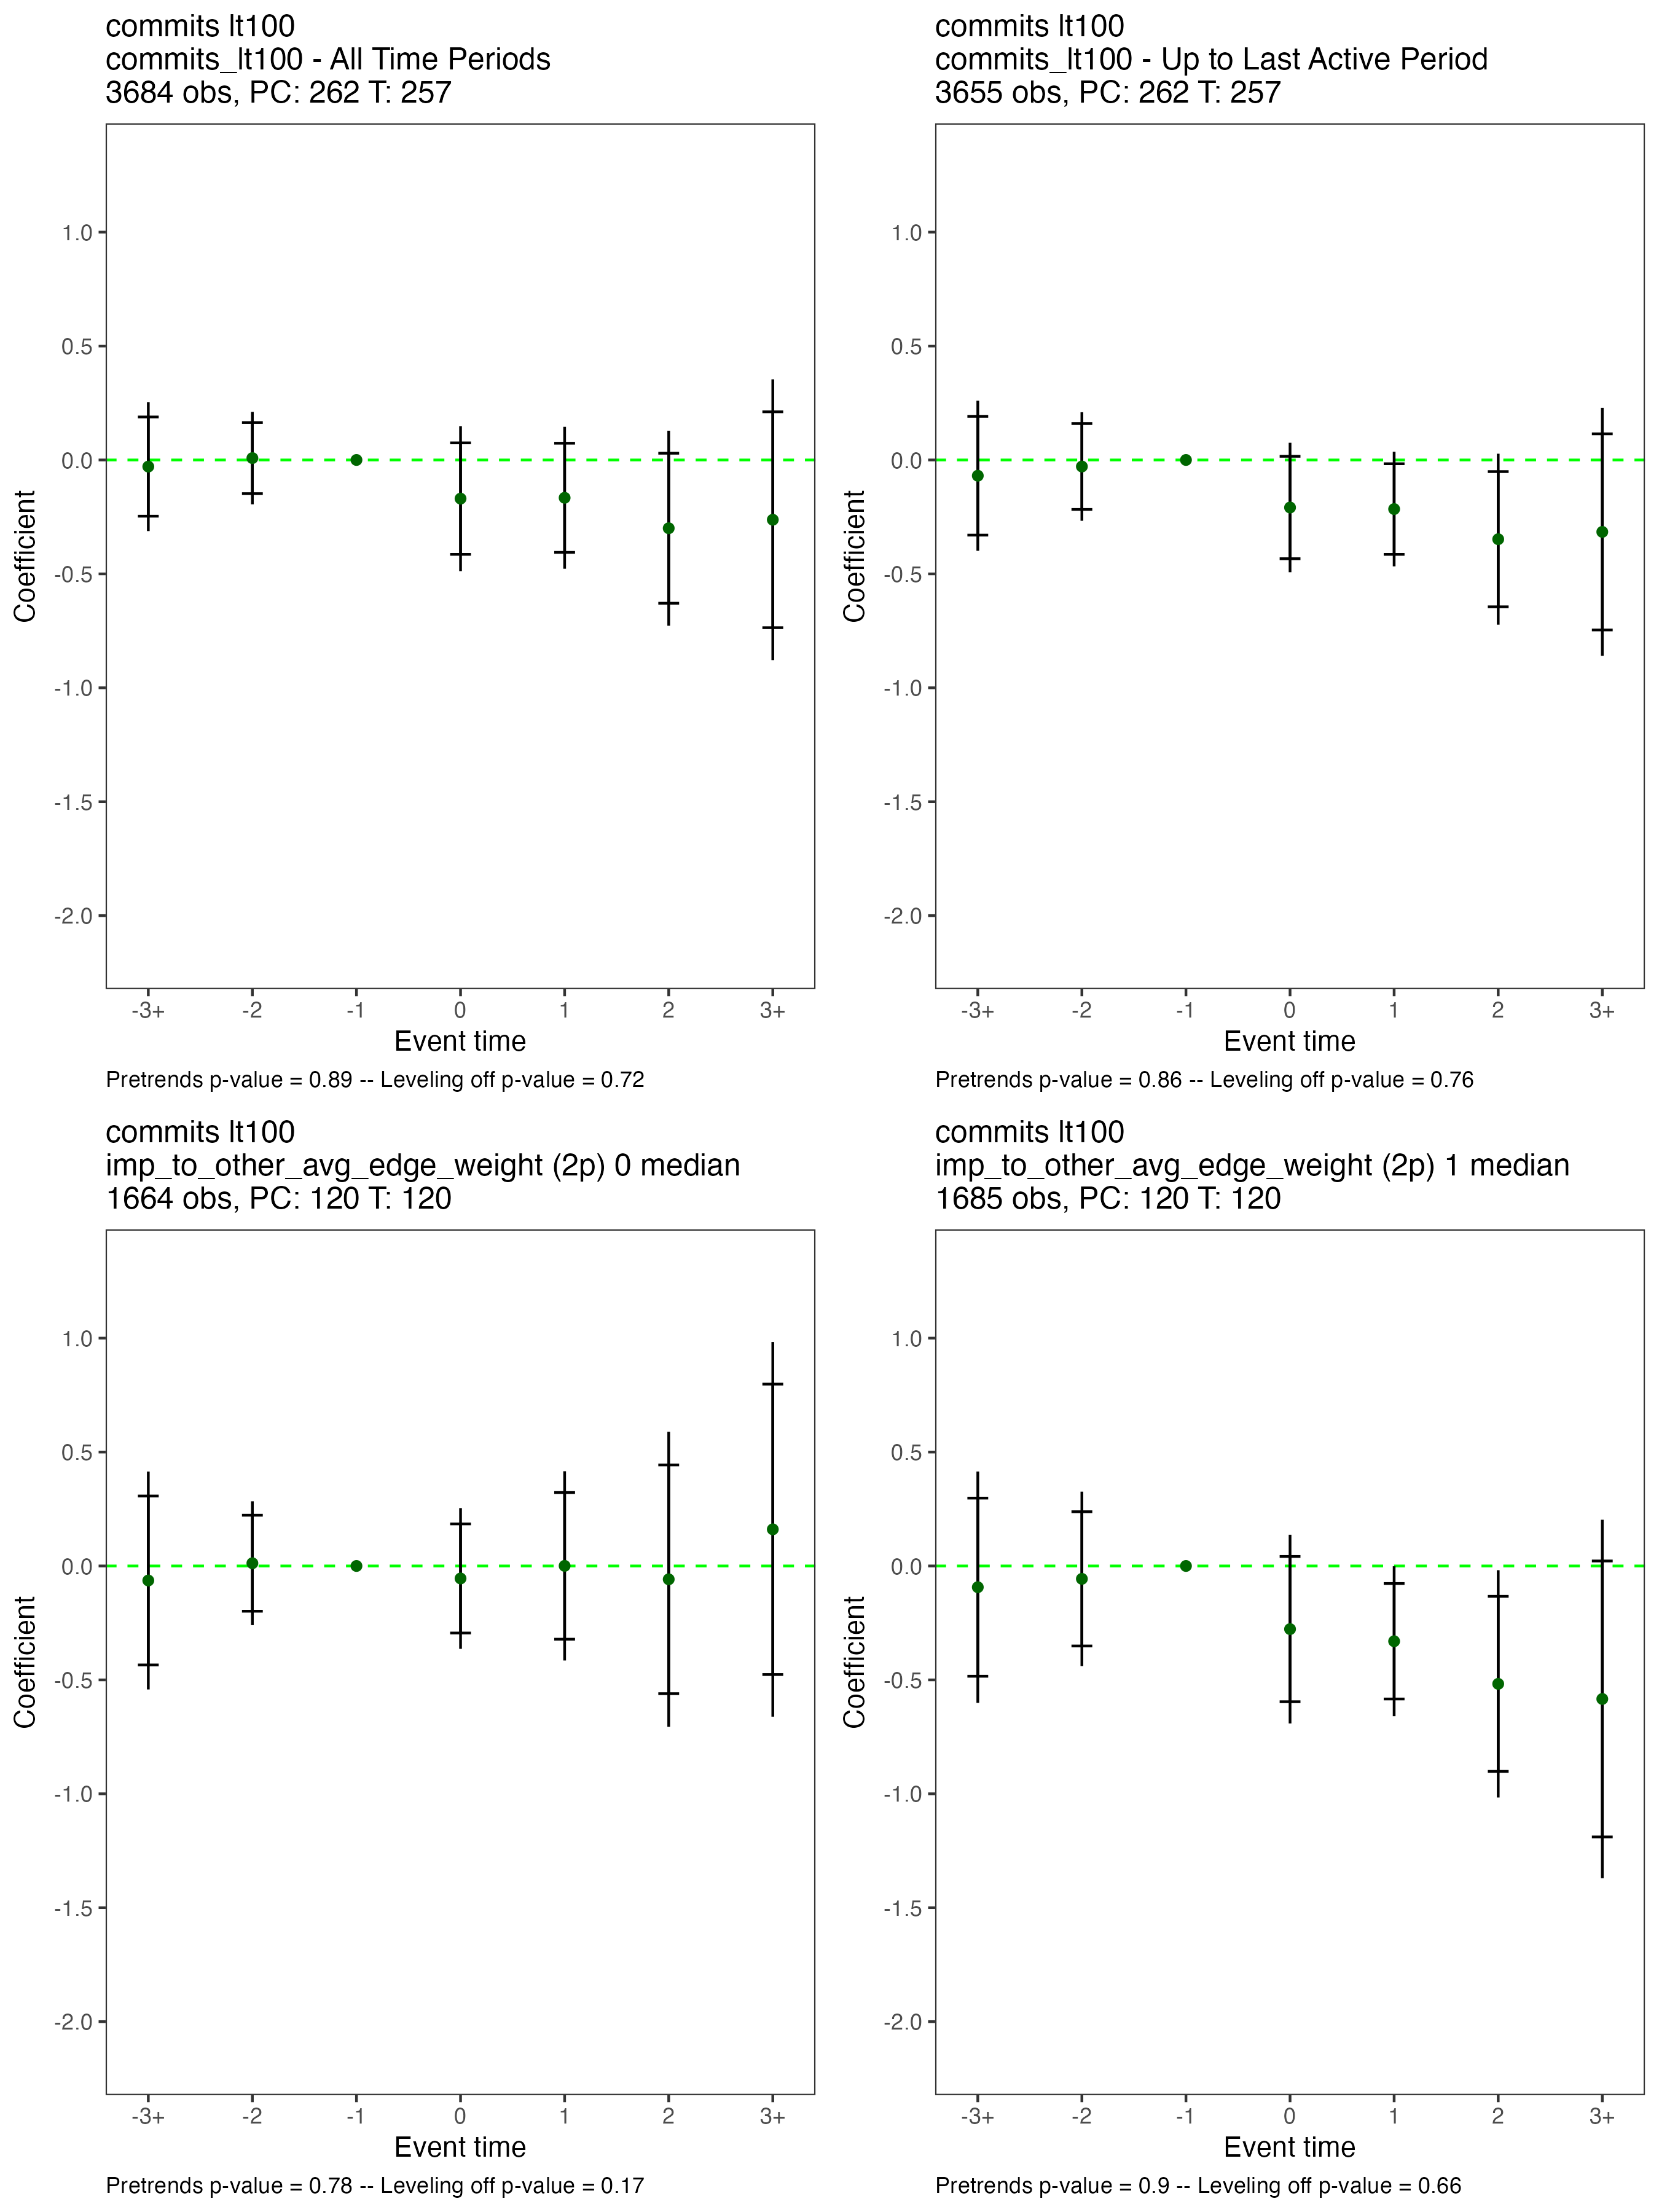 commits lt100
commits_lt100 - All Time Periods
3684 obs, PC: 262 T: 257
1.0
0.5
0.0
-0.5
-1.0
-1.5
-2.0
Coefficient
-3+ -2 -1 0 1 2 3+
Event time
Pretrends p-value = 0.89 -- Leveling off p-value = 0.72
commits lt100
commits_lt100 - Up to Last Active Period
3655 obs, PC: 262 T: 257
1.0
0.5
0.0
-0.5
-1.0
-1.5
-2.0
Coefficient
-3+ -2 -1 0 1 2 3+
Event time
Pretrends p-value = 0.86 -- Leveling off p-value = 0.76
commits lt100
imp_to_other_avg_edge_weight (2p) 0 median
1664 obs, PC: 120 T: 120
1.0
0.5
0.0
-0.5
-1.0
-1.5
-2.0
Coefficient
-3+ -2 -1 0 1 2 3+
Event time
Pretrends p-value = 0.78 -- Leveling off p-value = 0.17
commits lt100
imp_to_other_avg_edge_weight (2p) 1 median
1685 obs, PC: 120 T: 120
1.0
0.5
0.0
-0.5
-1.0
-1.5
-2.0
Coefficient
-3+ -2 -1 0 1 2 3+
Event time
Pretrends p-value = 0.9 -- Leveling off p-value = 0.66